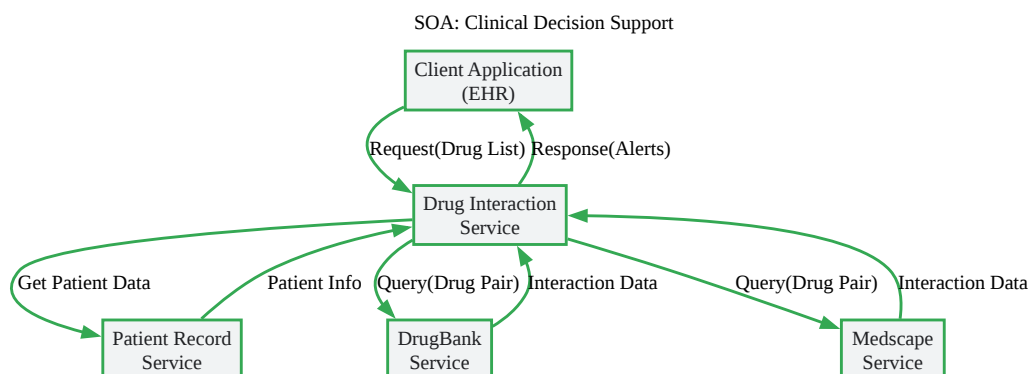 SOA: Clinical Decision Support
Client Application
(EHR)
Request(Drug List)
Response(Alerts)
Drug Interaction
Service
Get Patient Data
Patient Info
Query(Drug Pair)
Interaction Data
Query(Drug Pair)
Interaction Data
Patient Record
Service
DrugBank
Service
Medscape
Service